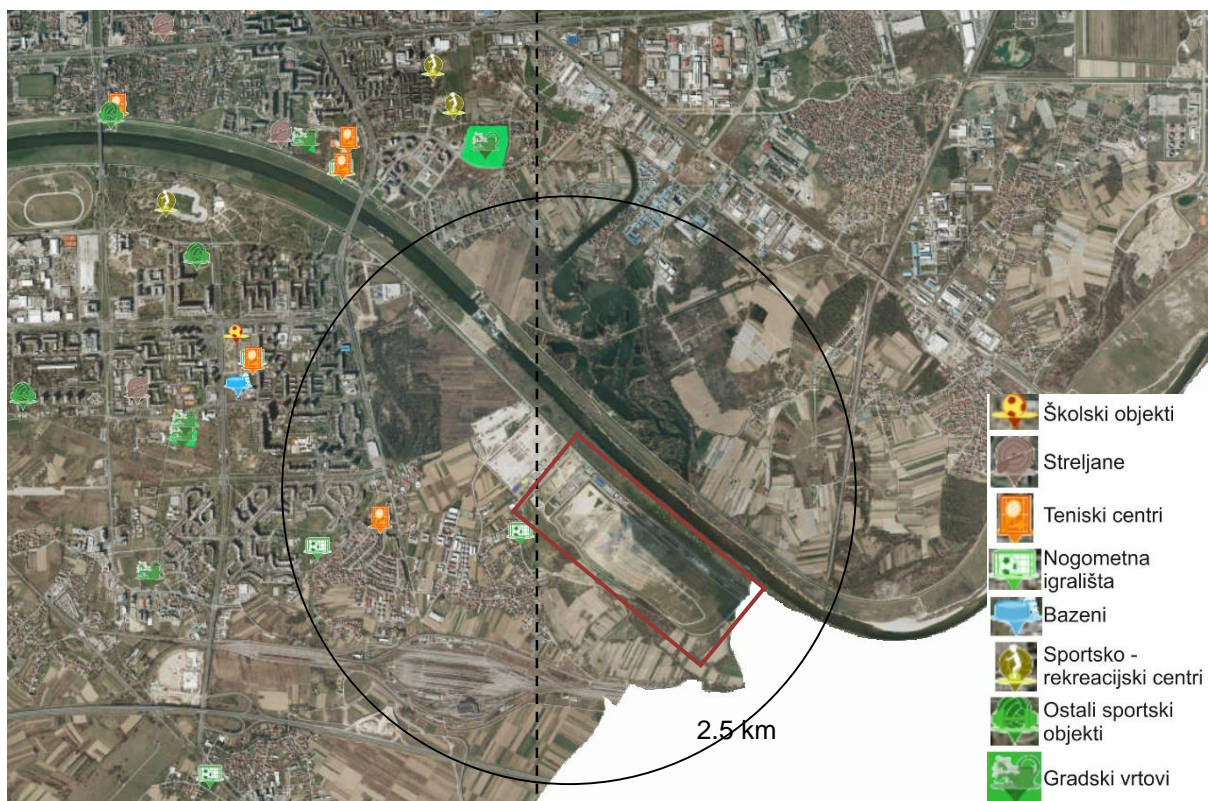 Školski objekti
Streljane
Teniski centri
Nogometna
igrališta
Bazeni
Sportsko -
rekreacijski centri
Ostali sportski
objekti
Gradski vrtovi
2.5 km